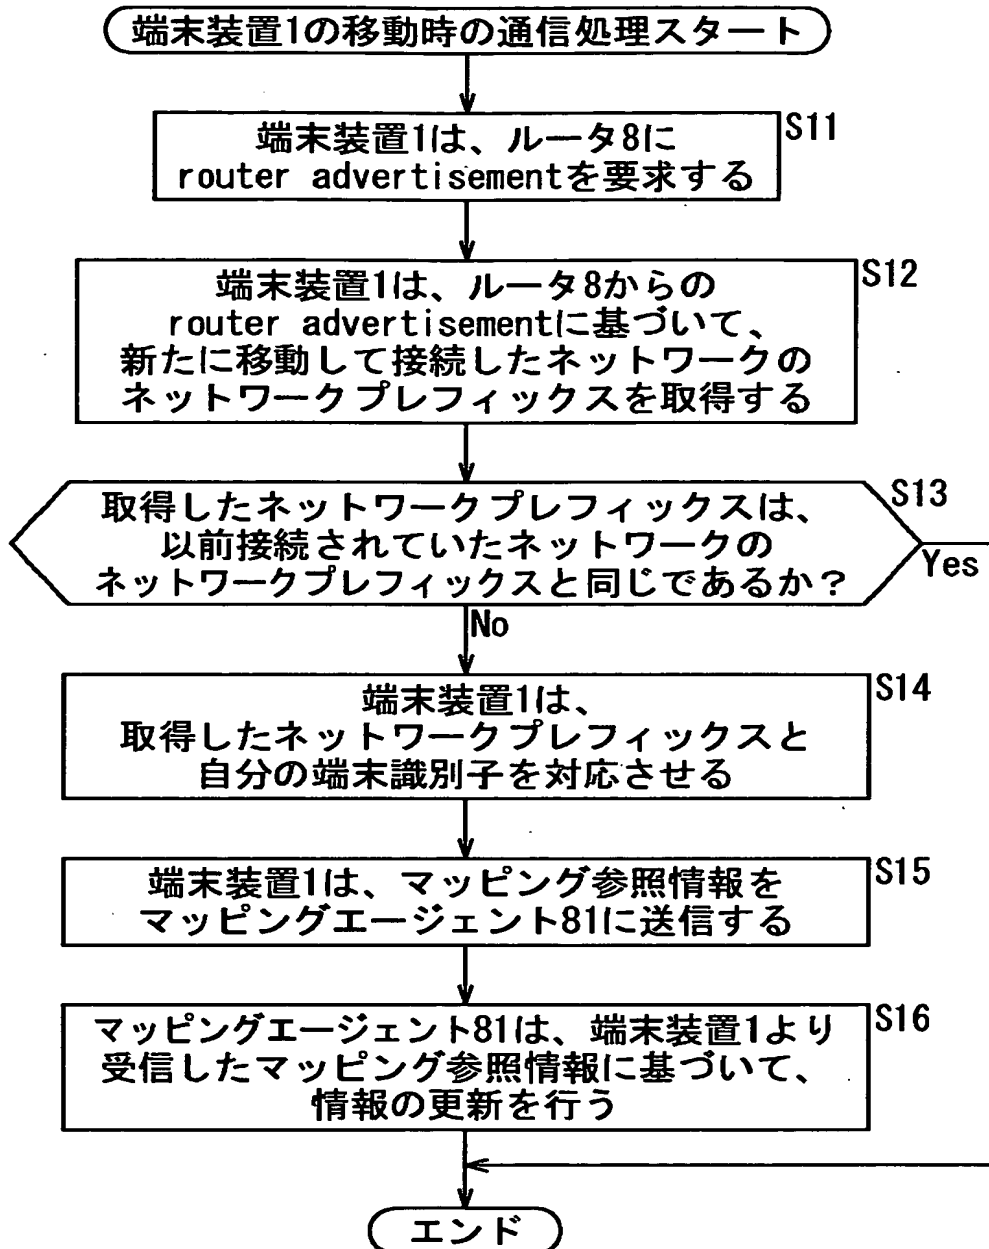 端末装置1の移動時の通信処理スタート
S11
端末装置1は、ルータ8に
router advertisementを要求する
S12
端末装置1は、ルータ8からの
router advertisementに基づいて、
新たに移動して接続したネットワークの
ネットワークプレフィックスを取得する
S13
取得したネットワークプレフィックスは、
以前接続されていたネットワークの
ネットワークプレフィックスと同じであるか？
Yes
No
S14
端末装置1は、
取得したネットワークプレフィックスと
自分の端末識別子を対応させる
S15
端末装置1は、マッピング参照情報を
マッピングエージェント81に送信する
S16
マッピングエージェント81は、端末装置1より
受信したマッピング参照情報に基づいて、
情報の更新を行う
エンド